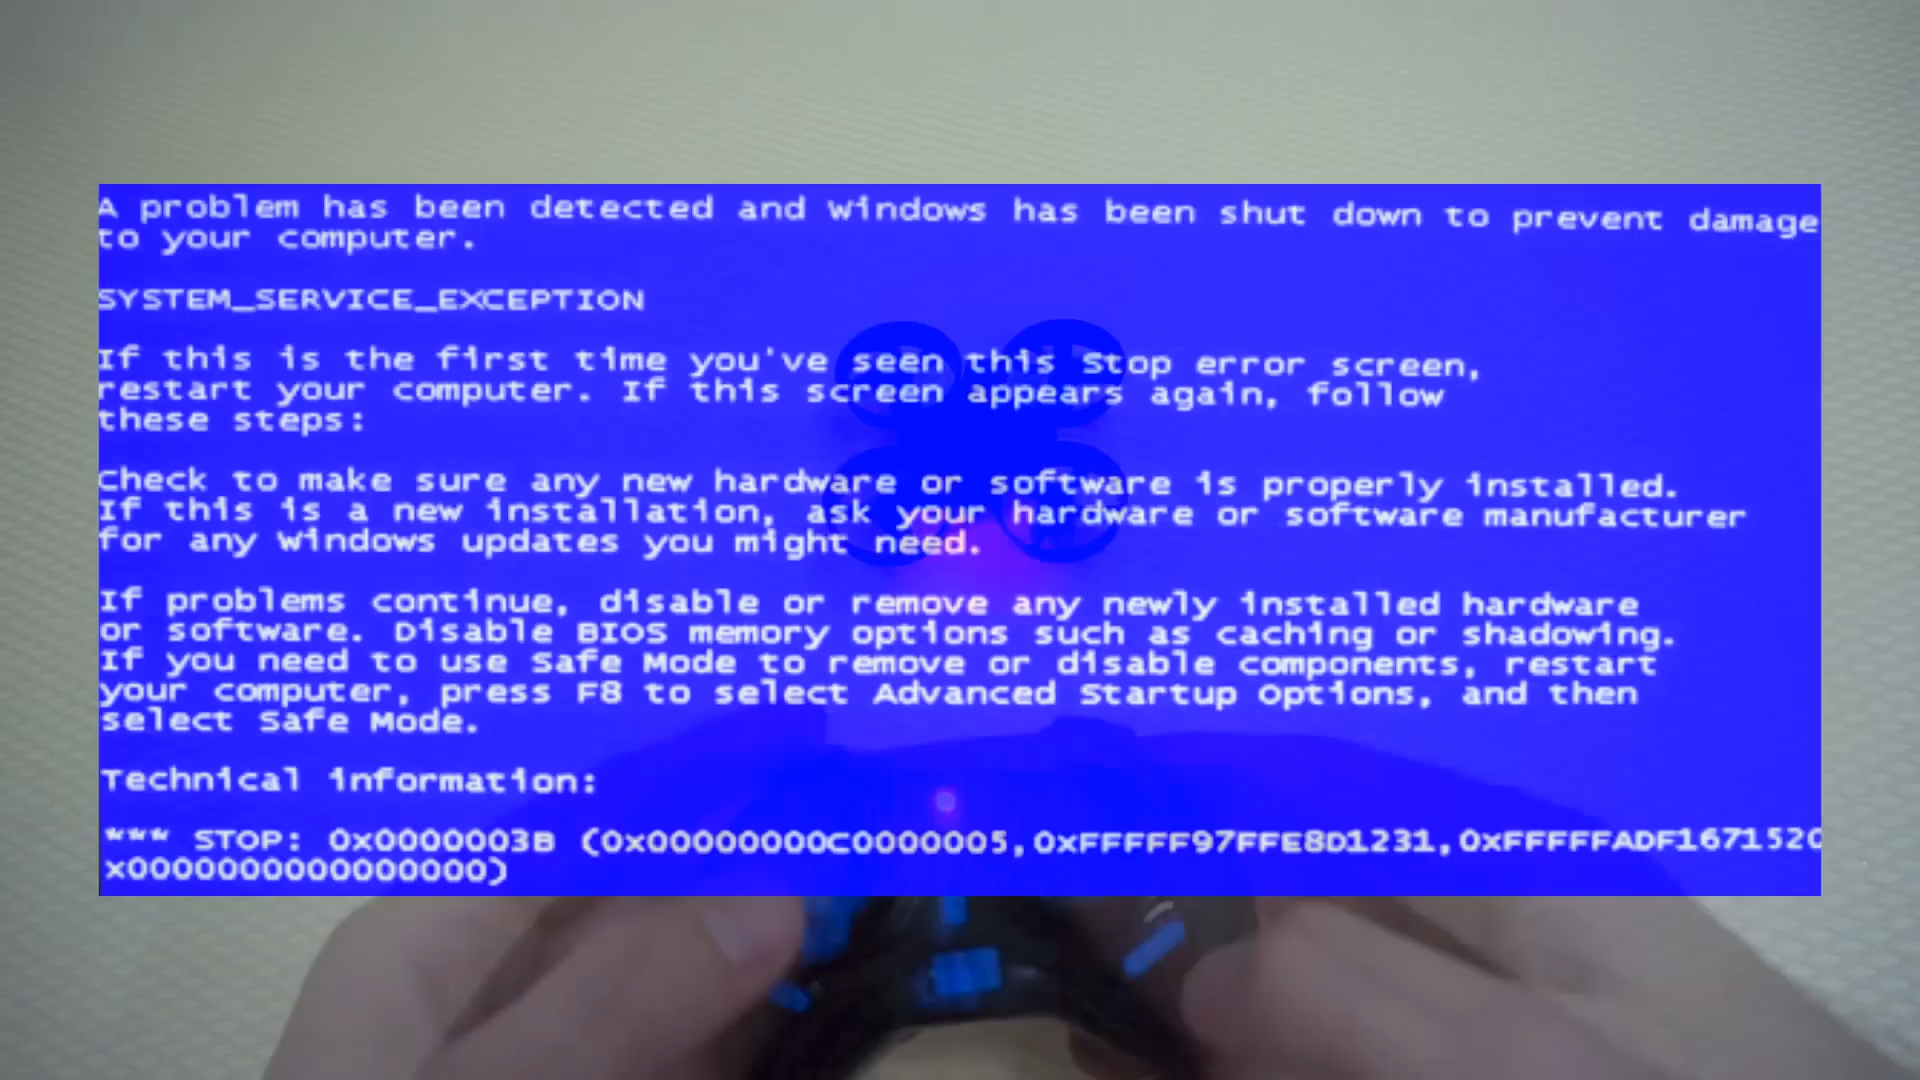 A problem has been detected and Windows has been shut down to prevent damage
to your computer.
SYSTEM_SERVICE_EXCEPTION
If this is the first time you've seen this Stop error screen,
restart your computer. If this screen appears again, follow
these steps:
Check to make sure any new hardware or software is properly installed.
If this is a new installation, ask your hardware or software manufacturer
for any Windows updates you might need.
If problems continue, disable or remove any newly installed hardware
or software. Disable BIOS memory options such as caching or shadowing.
If you need to use Safe Mode to remove or disable components, restart
your computer, press F8 to select Advanced Startup Options, and then
select Safe Mode.
Technical information:
*** STOP: 0x0000003B (0x00000000C0000005,0xFFFFF97FFE8D1231,0xFFFFFADF1671520
x0000000000000000)